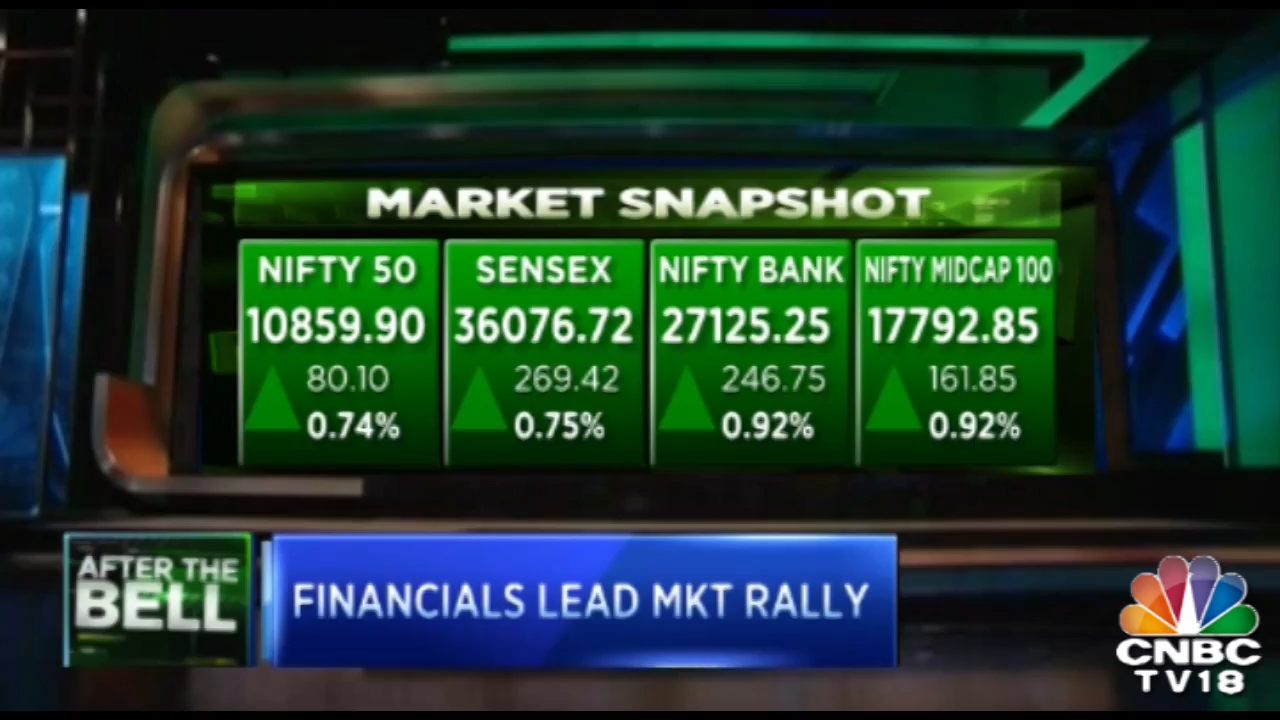 MARKET SNAPSHOT
NIFTY 50
10859.90
80.10
0.74%
SENSEX
36076.72
269.42
0.75%
NIFTY BANK
27125.25
246.75
0.92%
NIFTY MIDCAP 100
17792.85
161.85
0.92%
AFTER THE
BELL
FINANCIALS LEAD MKT RALLY
CNBC
TV18